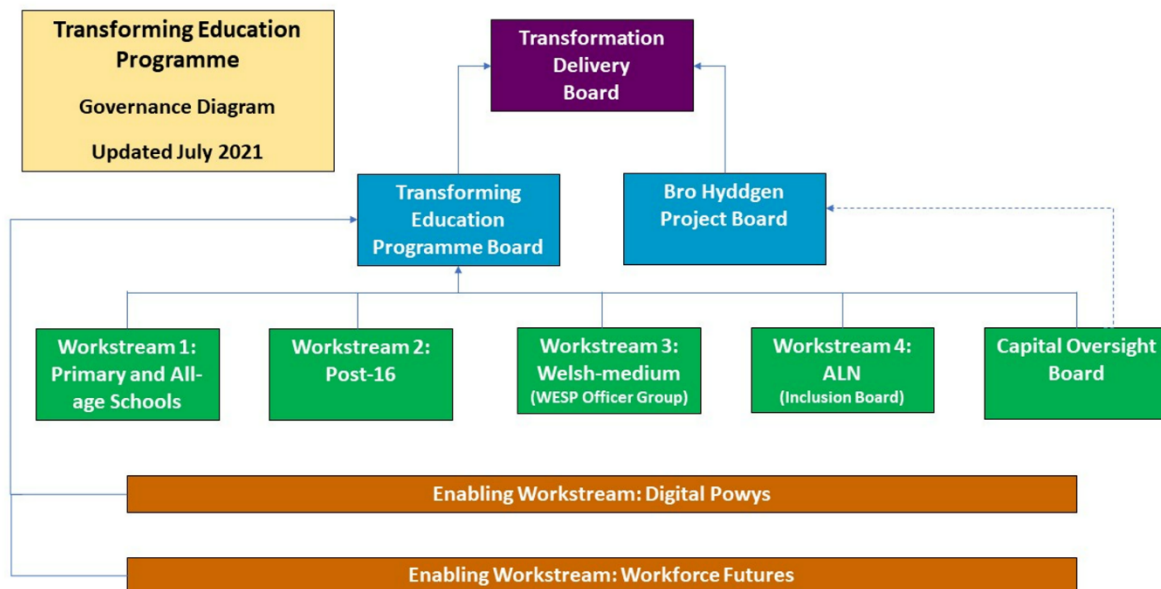 Transforming Education
Programme
Governance Diagram
Updated July 2021
Transformation
Delivery
Board
Transforming
Education
Programme Board
Bro Hyddgen
Project Board
Workstream 1:
Primary and All-
age Schools
Workstream 2:
Post-16
Workstream 3:
Welsh-medium
(WESP Officer Group)
Workstream 4:
ALN
(Inclusion Board)
Capital Oversight
Board
Enabling Workstream: Digital Powys
Enabling Workstream: Workforce Futures